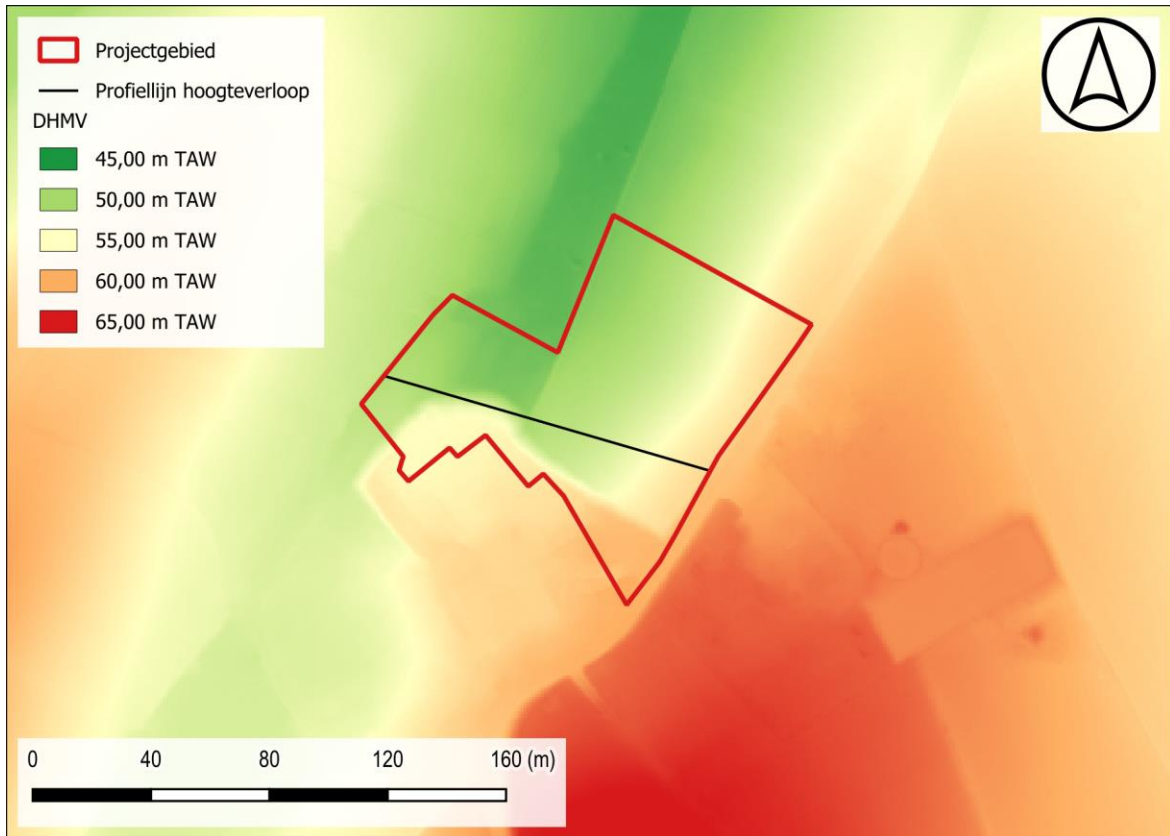 Projectgebied
Profiellijn hoogteverloop
DHMV
45,00 m TAW
50,00 m TAW
55,00 m TAW
60,00 m TAW
65,00 m TAW
0 40 80 120 160 (m)